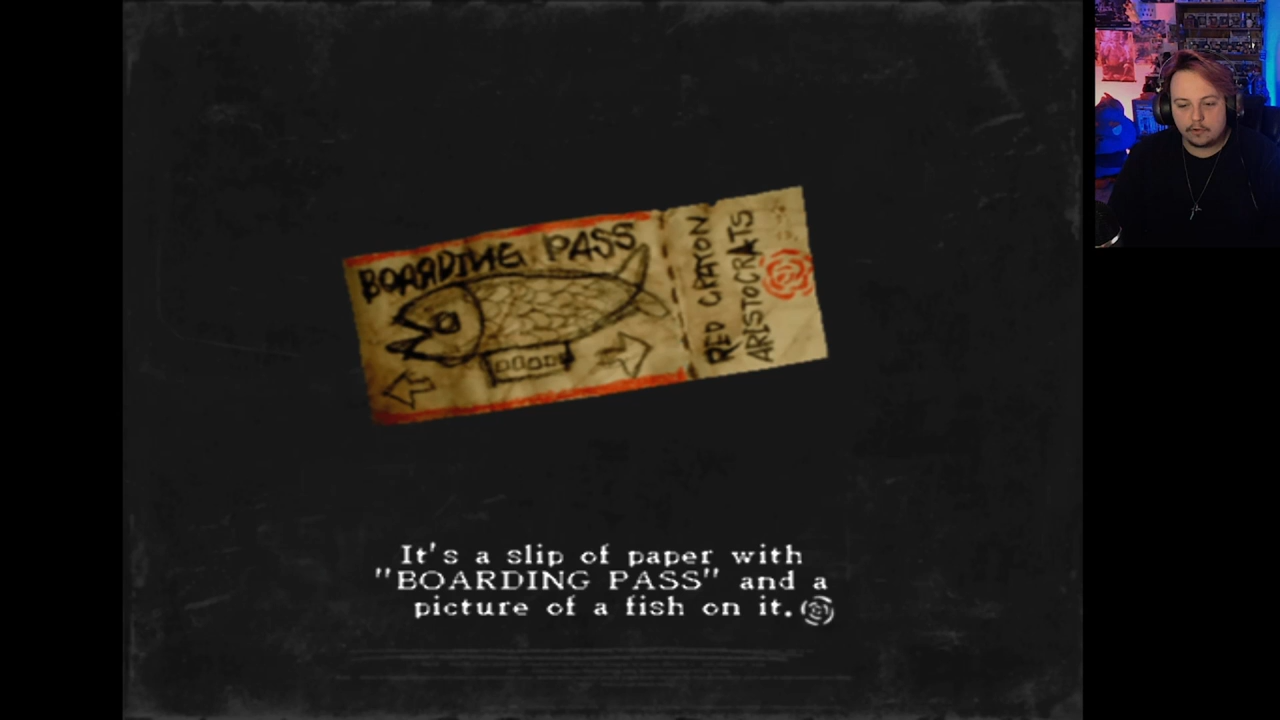 BOARDING PASS
RED CRAYON
ARISTOCRATS
It's a slip of paper with
"BOARDING PASS" and a
picture of a fish on it.